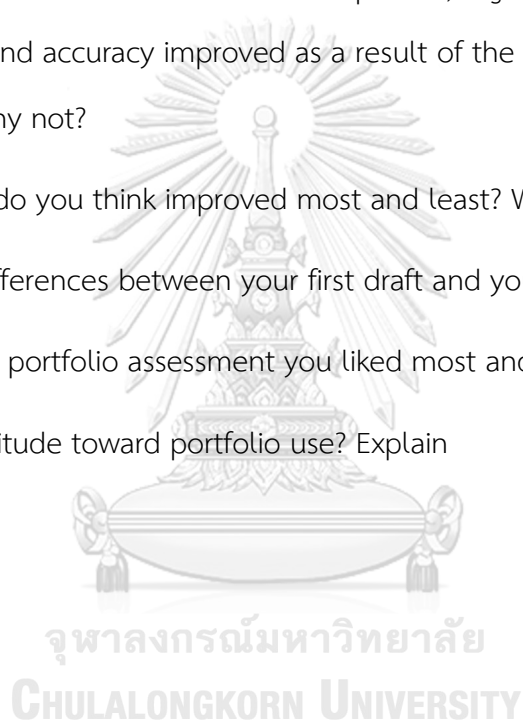 nd accuracy improved as a result of the
ny not?
do you think improved most and least? W
fferences between your first draft and yo
portfolio assessment you liked most and
itude toward portfolio use? Explain
จุฬาลงกรณ์มหาวิทยาลัย
CHULALONGKORN UNIVERSITY